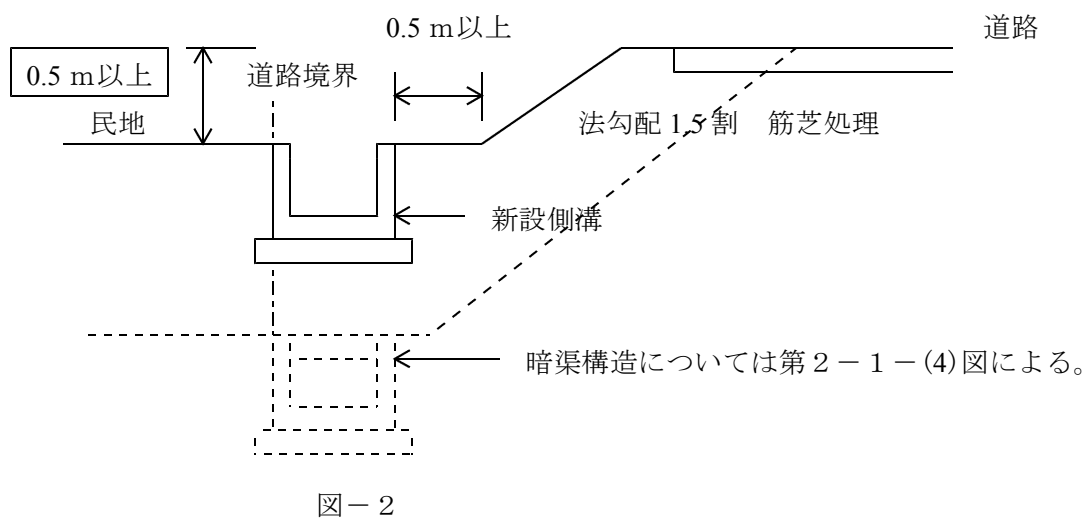 0.5 m以上
道路
0.5 m以上
道路境界
民地
法勾配 1.5 割　筋芝処理
新設側溝
暗渠構造については第２－１－(4)図による。
図－２